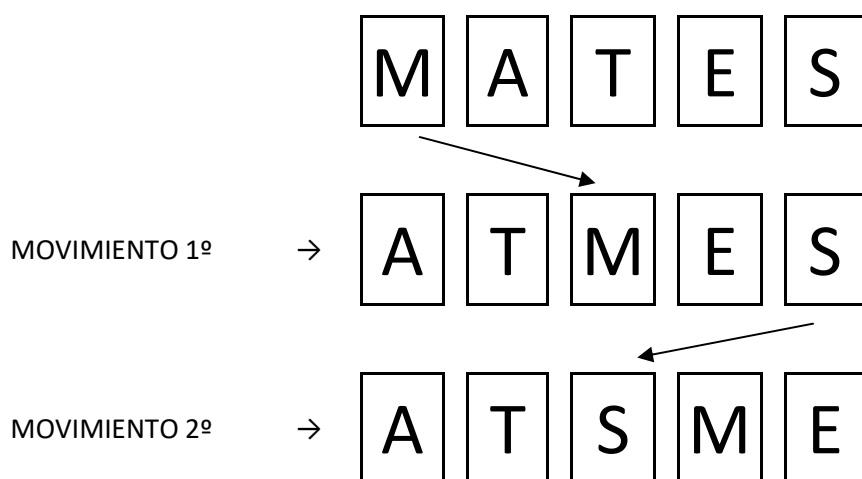 M A T E S
MOVIMIENTO 1º → A T M E S
MOVIMIENTO 2º → A T S M E